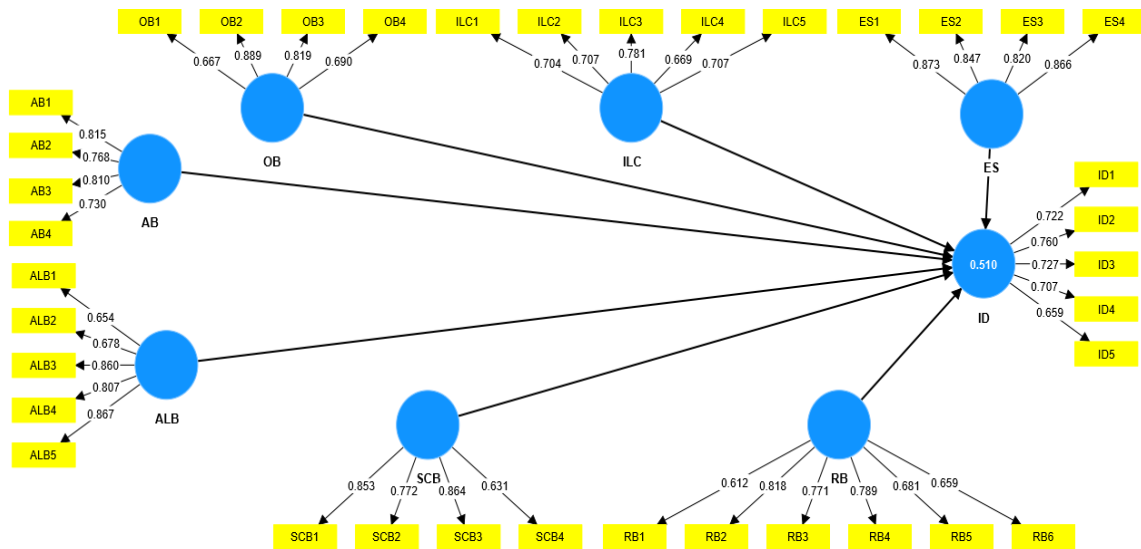 OB1 OB2 OB3 OB4 ILC1 ILC2 ILC3 ILC4 ILC5 ES1 ES2 ES3 ES4
0.667 0.889 0.819 0.690 0.704 0.707 0.781 0.669 0.707 0.873 0.847 0.820 0.866
OB ILC ES
AB1
0.815
AB2
0.768
AB3
0.810
AB4
0.730
AB
ID1
0.722
ID2
0.760
ID3
0.727
ID4
0.707
ID5
0.659
0.510
ID
ALB1
0.654
ALB2
0.678
ALB3
0.860
ALB4
0.807
ALB5
0.867
ALB
SCB RB
0.853 0.772 0.864 0.631 0.612 0.818 0.771 0.789 0.681 0.659
SCB1 SCB2 SCB3 SCB4 RB1 RB2 RB3 RB4 RB5 RB6